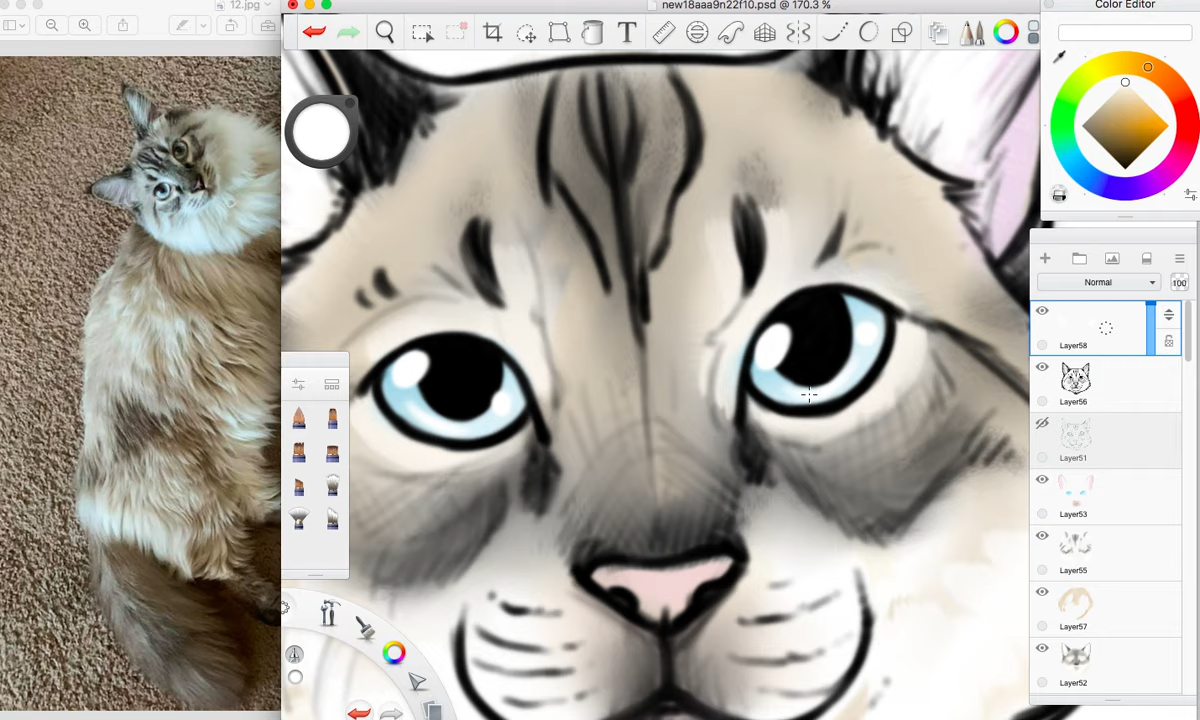 12.jpg
new18aaa9n22f10.psd @ 170.3 %
Color Editor
T
Normal
100
Layer58
Layer56
Layer51
Layer53
Layer55
Layer57
Layer52